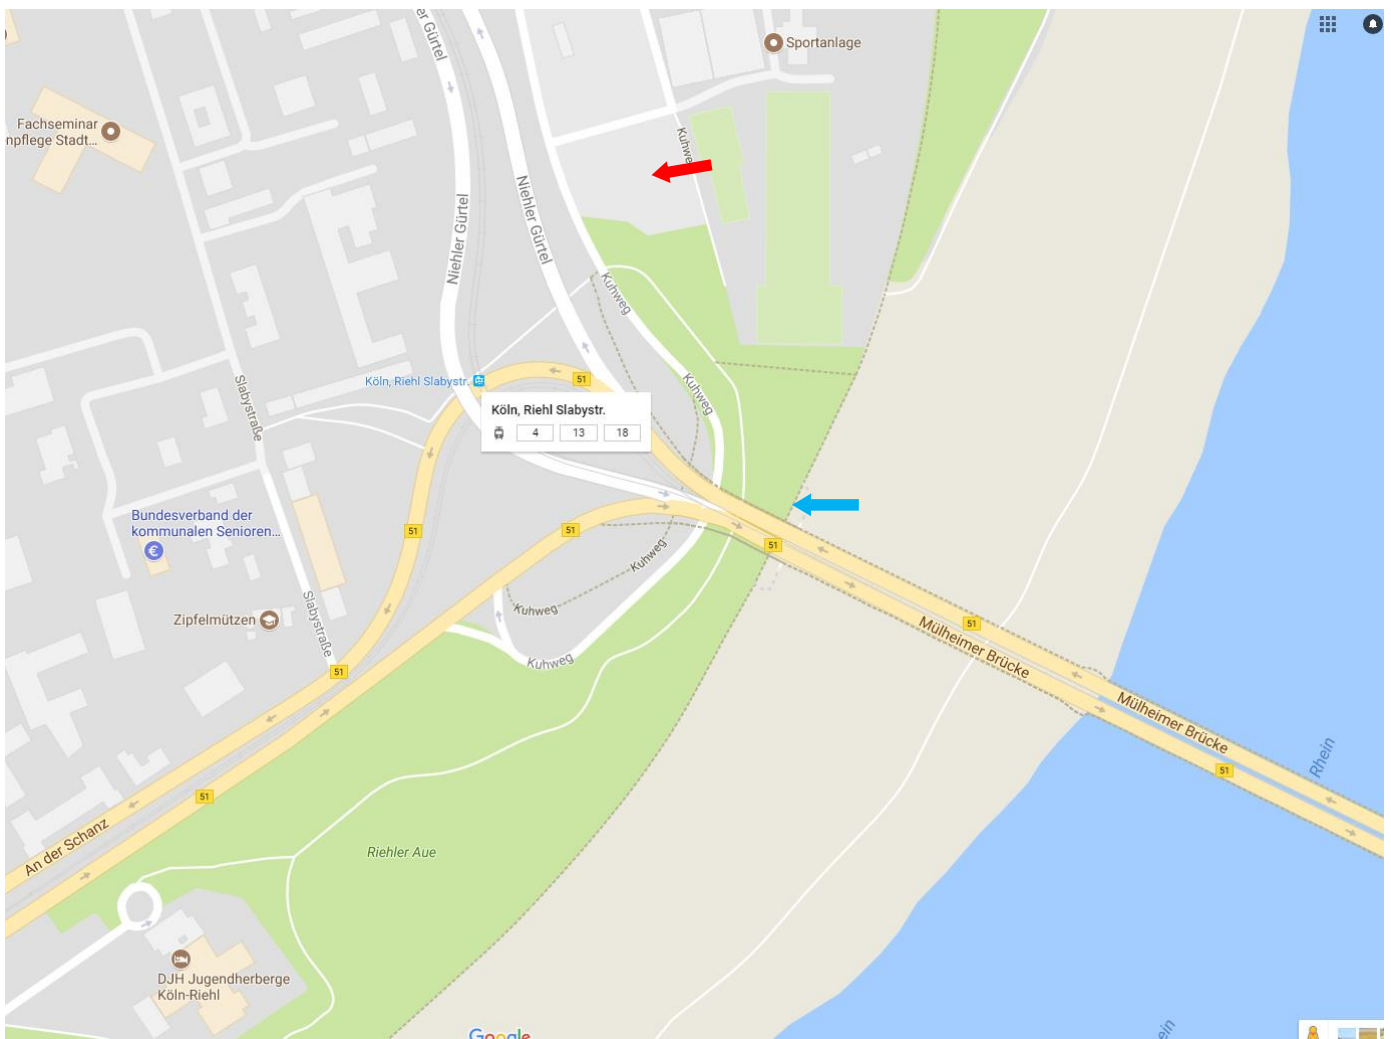 er Gürtel
Sportanlage
Fachseminar
npflege Stadt...
Kuhwe
Niehler Gürtel
Niehler Gürtel
Kuhweg
Köln, Riehl Slabystr.
51
Slabystraße
Kuhweg
Köln, Riehl Slabystr.
4 13 18
Bundesverband der
kommunalen Senioren...
51
51
51
Kuhweg
Slabystraße
Kuhweg
Zipfelmützen
51
Mülheimer Brücke
Kuhweg
51
Mülheimer Brücke
Rhein
51
51
An der Schanz
Riehler Aue
DJH Jugendherberge
Köln-Riehl
Google
ein